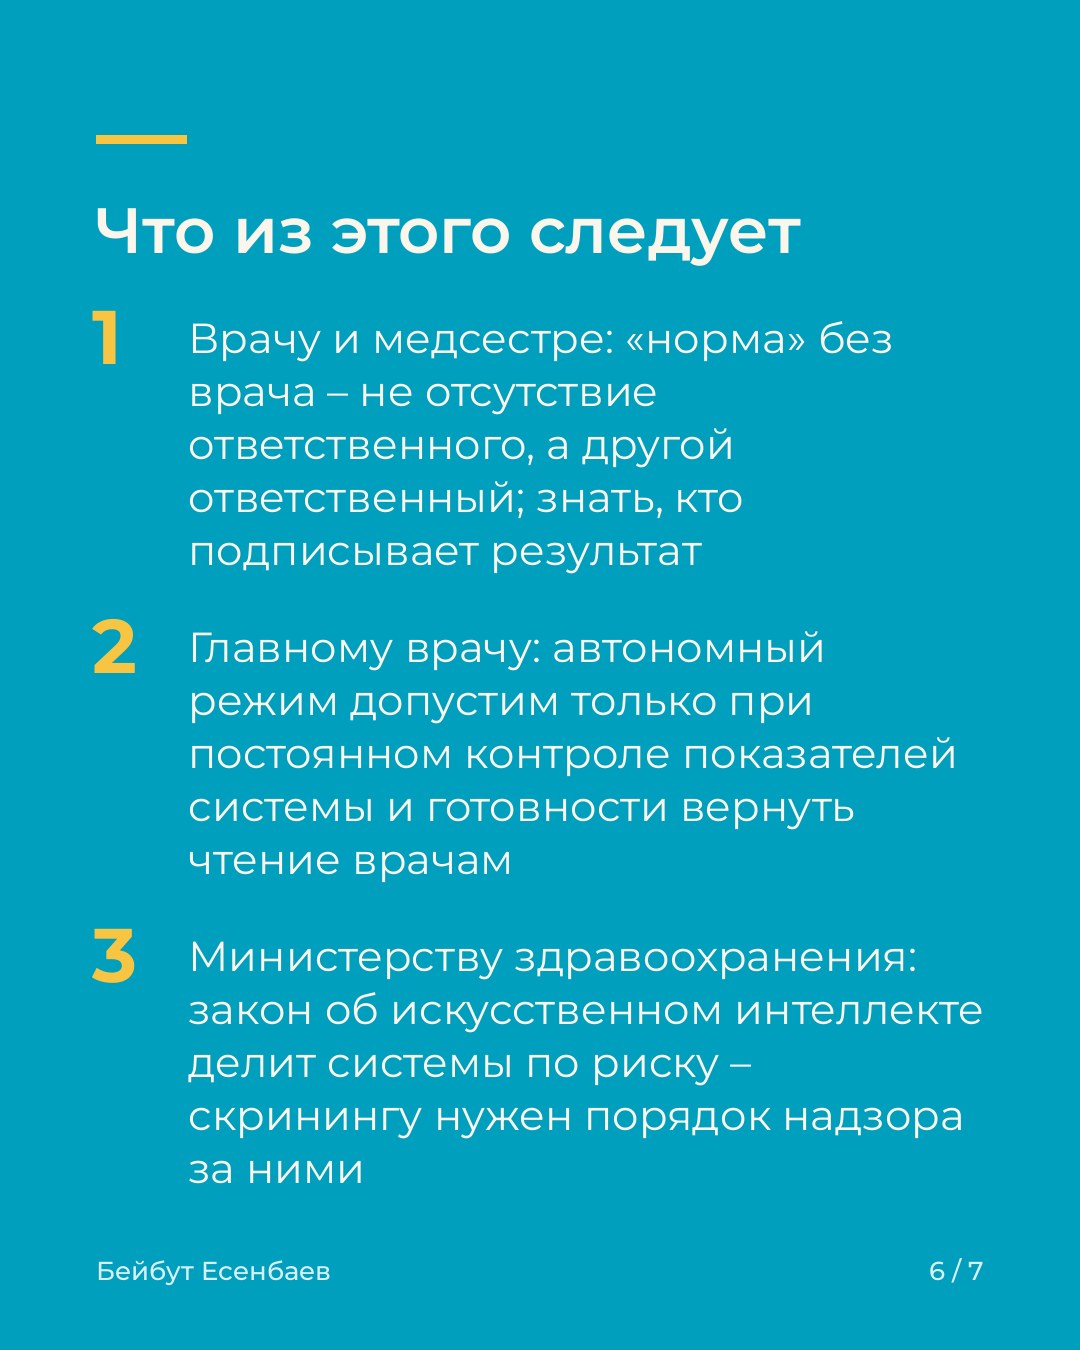 Что из этого следует
1
Врачу и медсестре: «норма» без
врача – не отсутствие
ответственного, а другой
ответственный; знать, кто
подписывает результат
2
Главному врачу: автономный
режим допустим только при
постоянном контроле показателей
системы и готовности вернуть
чтение врачам
3
Министерству здравоохранения:
закон об искусственном интеллекте
делит системы по риску –
скринингу нужен порядок надзора
за ними
Бейбут Есенбаев
6 / 7